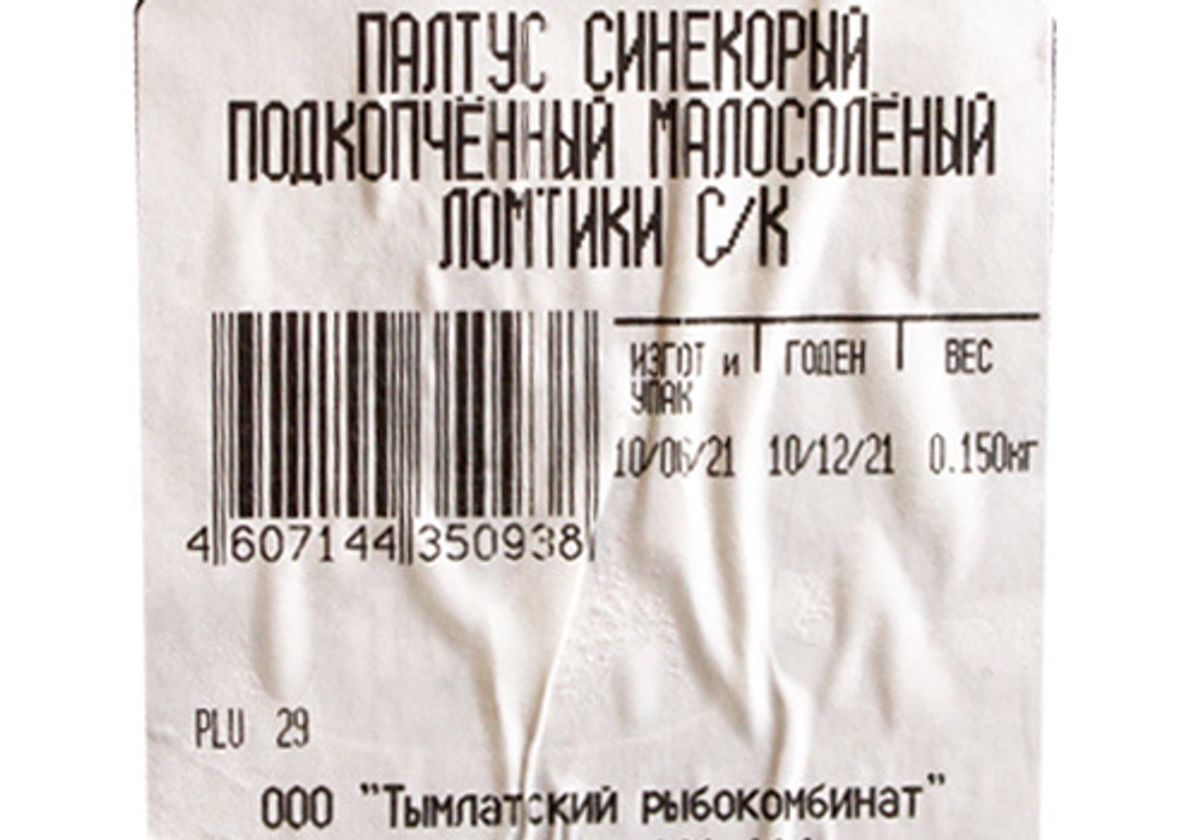 ПАЛТУС СИНЕКОРЫЙ
ПОДКОПЧЁННЫЙ МАЛОСОЛЁНЫЙ
ЛОМТИКИ С/К
ИЗГОТ и ГОДЕН ВЕС
УПАК
10/06/21 10/12/21 0.150кг
4 607144 350938
PLU 29
ООО "Тымлатский рыбокомбинат"